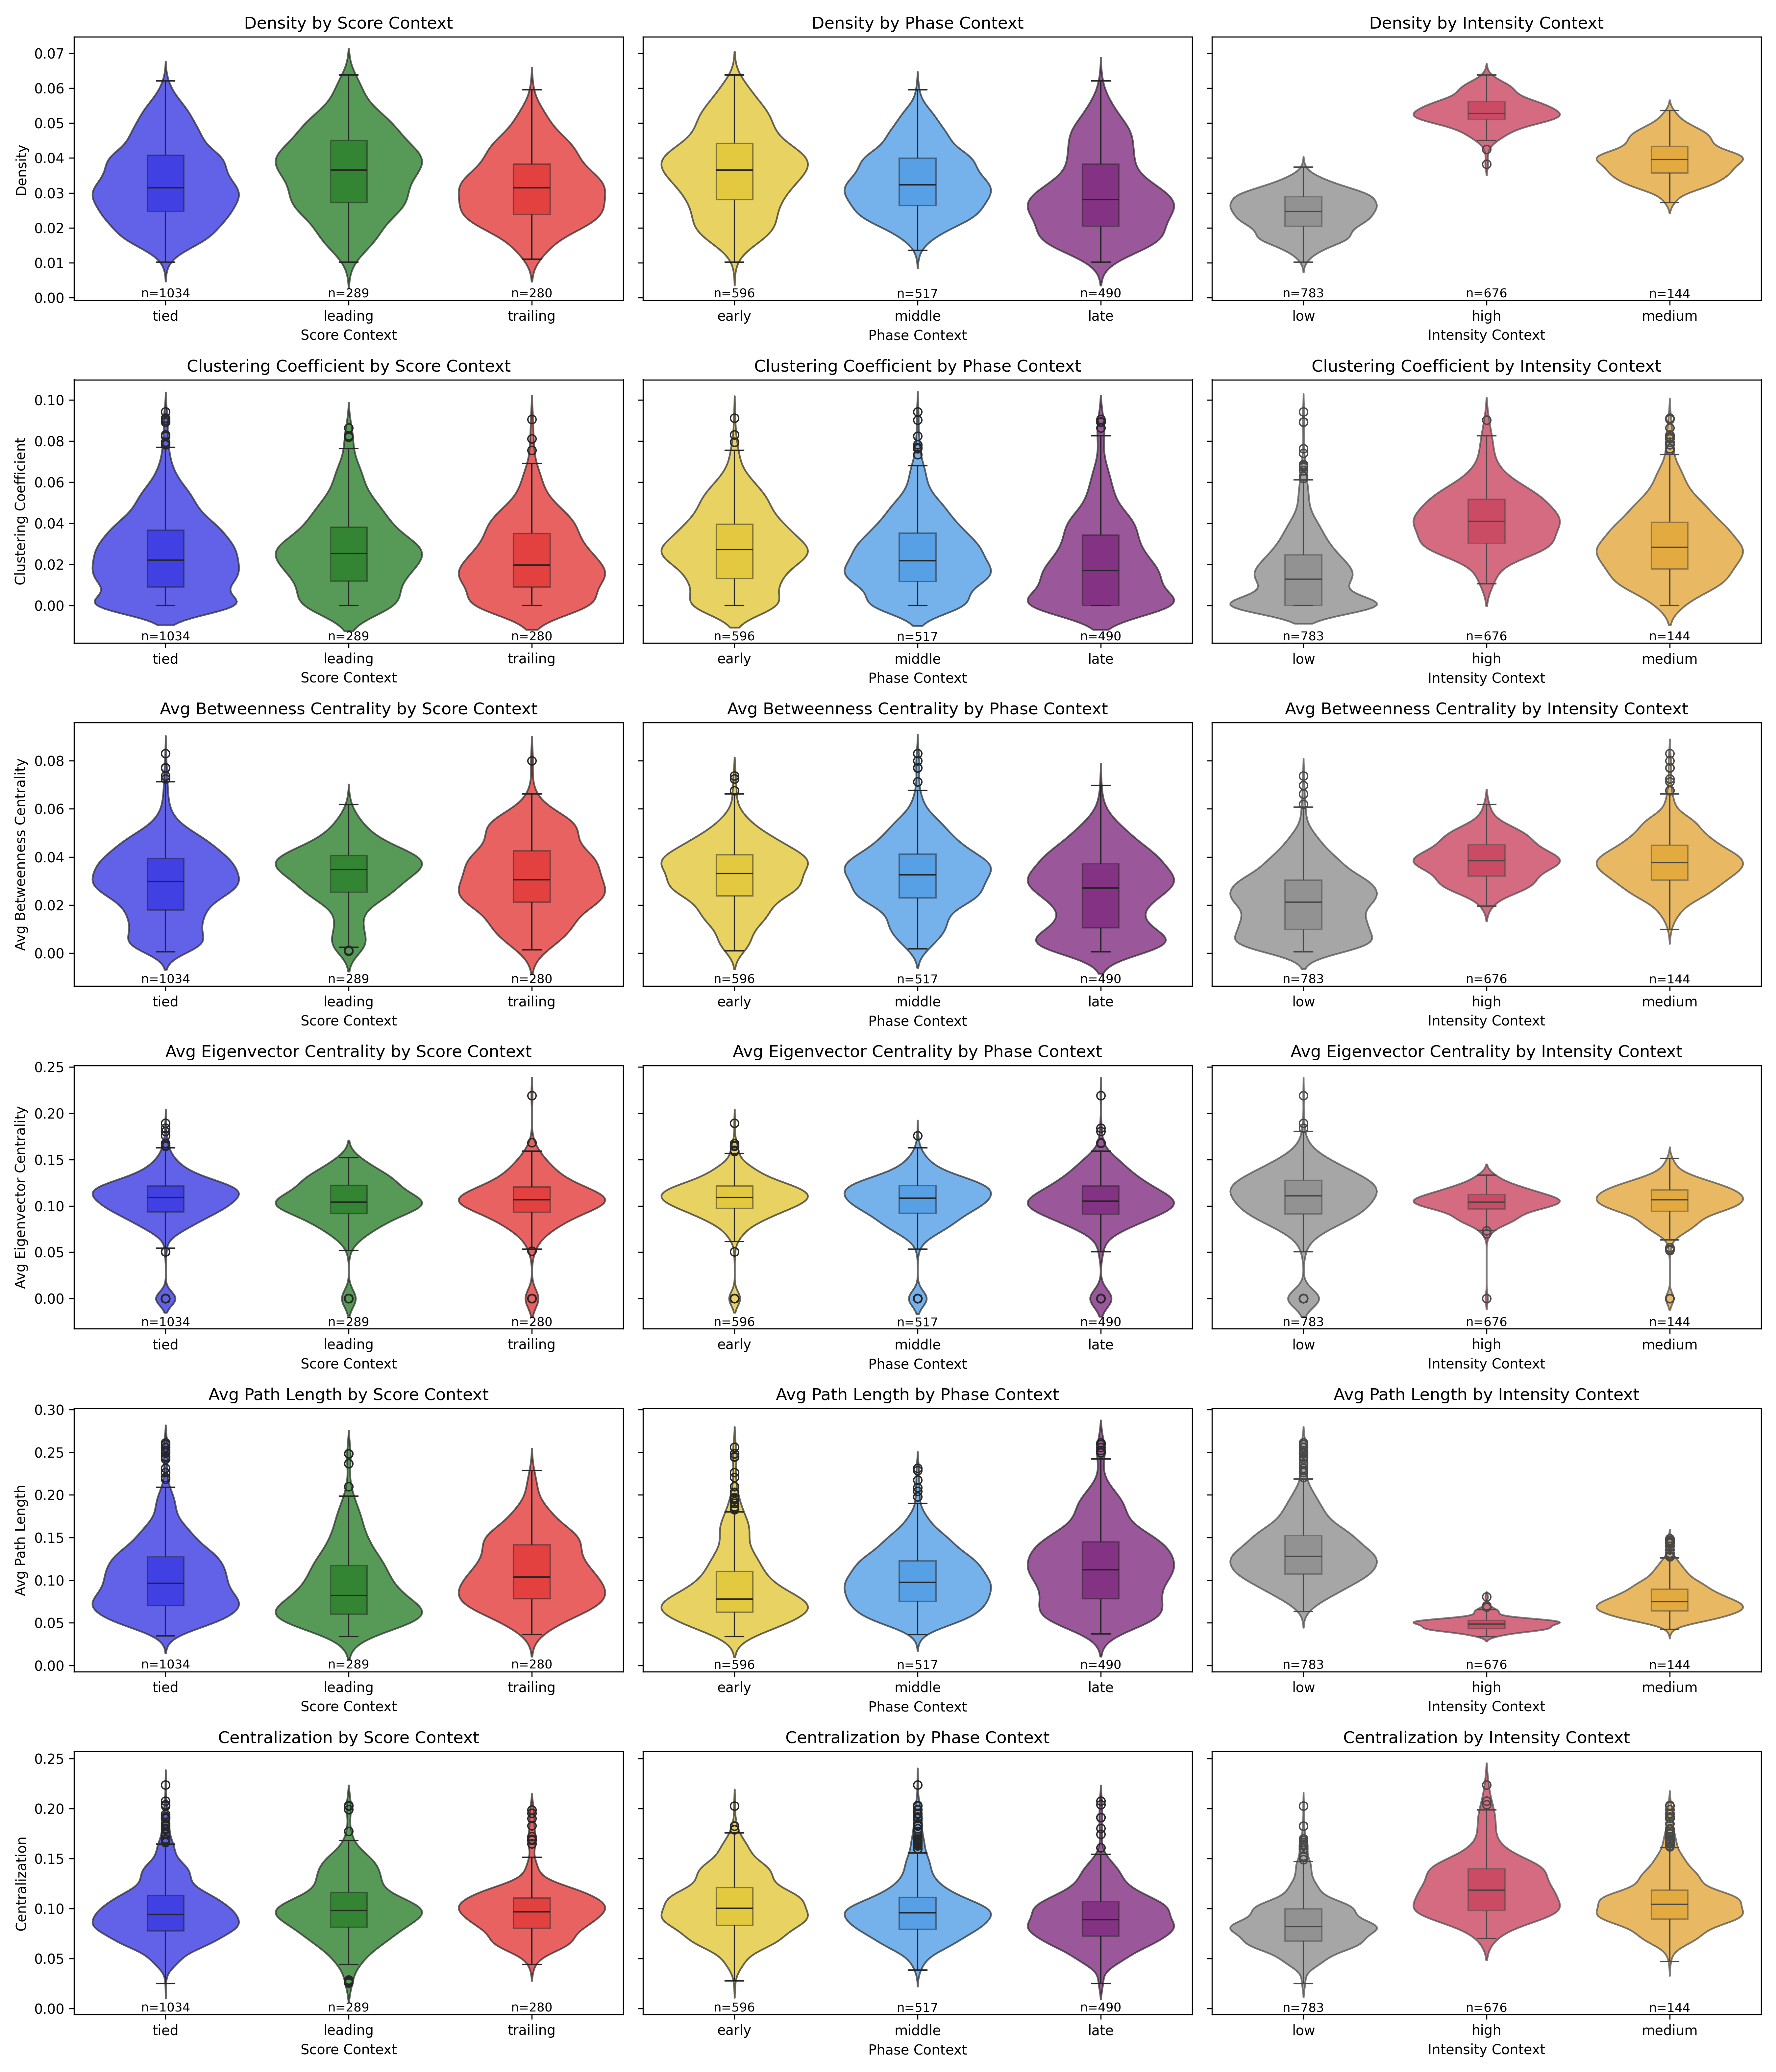 Density by Score Context
Density by Phase Context
Density by Intensity Context
Density
0.07
0.06
0.05
0.04
0.03
0.02
0.01
0.00
n=1034
n=289
n=280
n=596
n=517
n=490
n=783
n=676
n=144
tied
leading
trailing
early
middle
late
low
high
medium
Score Context
Phase Context
Intensity Context
Clustering Coefficient by Score Context
Clustering Coefficient by Phase Context
Clustering Coefficient by Intensity Context
Clustering Coefficient
0.10
0.08
0.06
0.04
0.02
0.00
n=1034
n=289
n=280
n=596
n=517
n=490
n=783
n=676
n=144
tied
leading
trailing
early
middle
late
low
high
medium
Score Context
Phase Context
Intensity Context
Avg Betweenness Centrality by Score Context
Avg Betweenness Centrality by Phase Context
Avg Betweenness Centrality by Intensity Context
Avg Betweenness Centrality
0.08
0.06
0.04
0.02
0.00
n=1034
n=289
n=280
n=596
n=517
n=490
n=783
n=676
n=144
tied
leading
trailing
early
middle
late
low
high
medium
Score Context
Phase Context
Intensity Context
Avg Eigenvector Centrality by Score Context
Avg Eigenvector Centrality by Phase Context
Avg Eigenvector Centrality by Intensity Context
Avg Eigenvector Centrality
0.25
0.20
0.15
0.10
0.05
0.00
n=1034
n=289
n=280
n=596
n=517
n=490
n=783
n=676
n=144
tied
leading
trailing
early
middle
late
low
high
medium
Score Context
Phase Context
Intensity Context
Avg Path Length by Score Context
Avg Path Length by Phase Context
Avg Path Length by Intensity Context
Avg Path Length
0.30
0.25
0.20
0.15
0.10
0.05
0.00
n=1034
n=289
n=280
n=596
n=517
n=490
n=783
n=676
n=144
tied
leading
trailing
early
middle
late
low
high
medium
Score Context
Phase Context
Intensity Context
Centralization by Score Context
Centralization by Phase Context
Centralization by Intensity Context
Centralization
0.25
0.20
0.15
0.10
0.05
0.00
n=1034
n=289
n=280
n=596
n=517
n=490
n=783
n=676
n=144
tied
leading
trailing
early
middle
late
low
high
medium
Score Context
Phase Context
Intensity Context